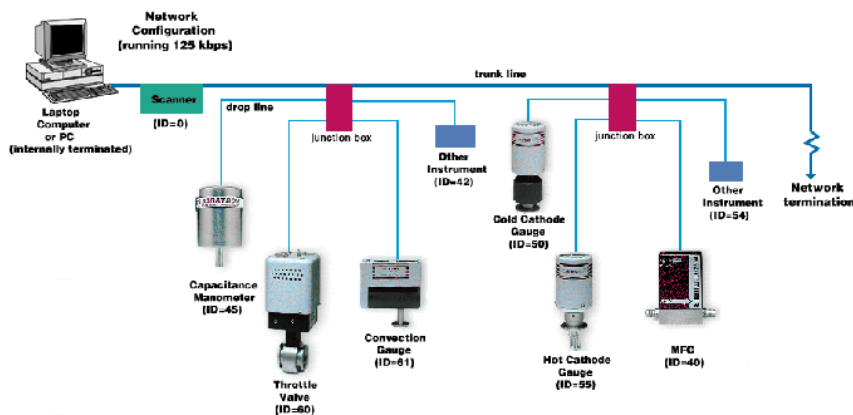 Network
Configuration
(running 125 kbps)
trunk line
Scanner
(ID=0)
drop line
Laptop
Computer
or PC
(internally terminated)
junction box
junction box
Other
Instrument
(ID=42)
Other
Instrument
(ID=54)
Network
termination
Cold Cathode
Gauge
(ID=50)
Capacitance
Manometer
(ID=45)
Convection
Gauge
(ID=61)
Hot Cathode
Gauge
(ID=55)
MFC
(ID=40)
Throttle
Valve
(ID=60)